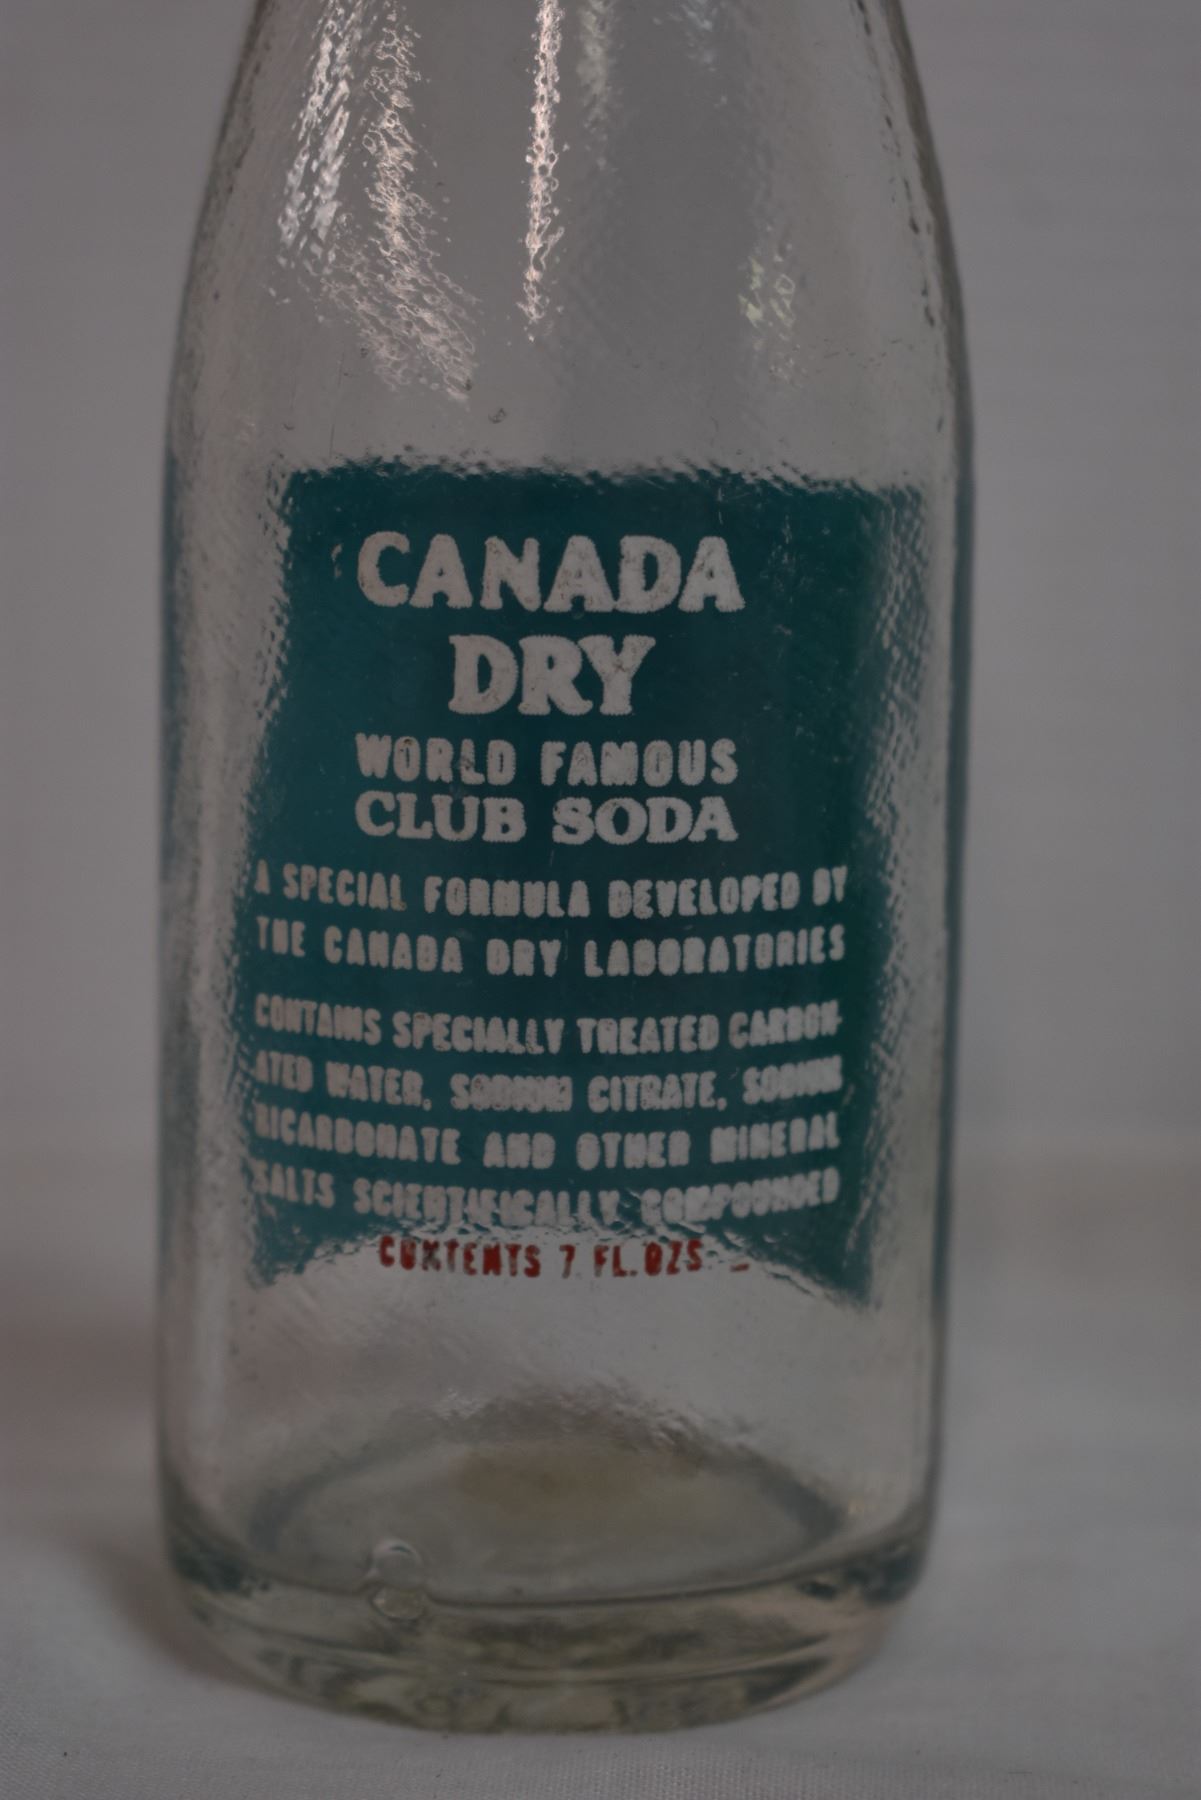 CANADA
DRY
WORLD FAMOUS
CLUB SODA
A SPECIAL FORMULA DEVELOPED BY
THE CANADA DRY LABORATORIES
CONTAINS SPECIALLY TREATED CARBON-
ATED WATER, SODIUM CITRATE, SODIUM
BICARBONATE AND OTHER MINERAL
SALTS SCIENTIFICALLY COMPOUNDED
CONTENTS 7 FL. OZS